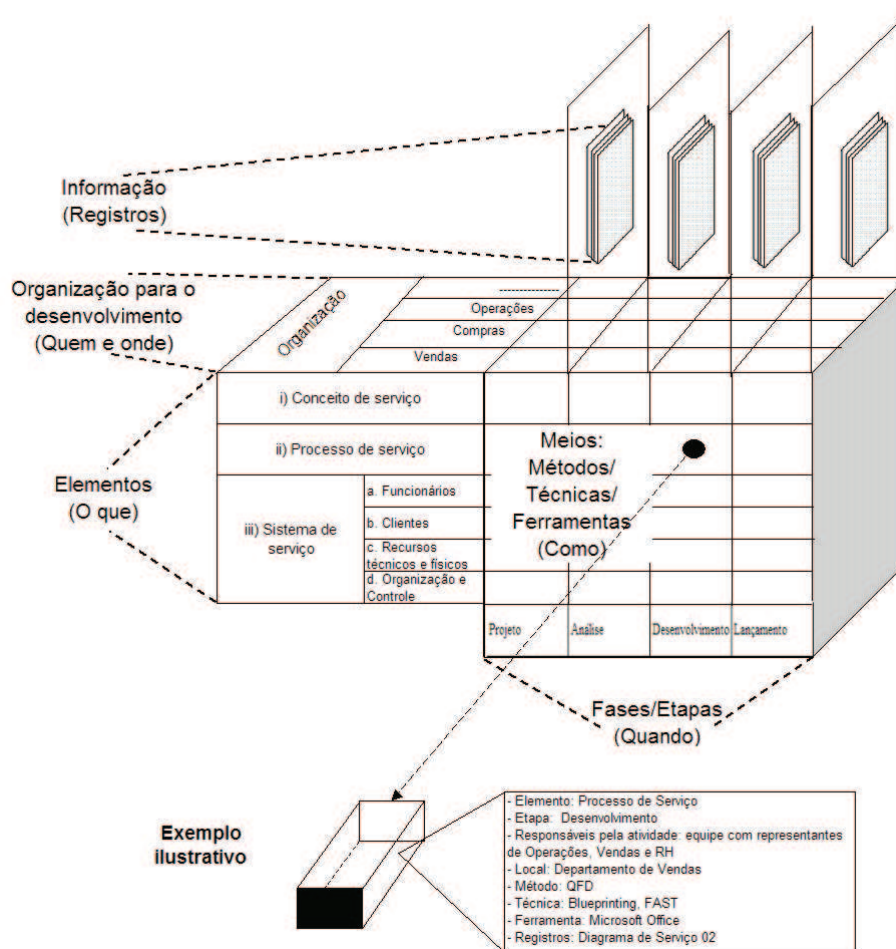 Informação
(Registros)
Organização para o
desenvolvimento
(Quem e onde)
Organização
Operações
Compras
Vendas
Elementos
(O que)
i) Conceito de serviço
ii) Processo de serviço
iii) Sistema de
serviço
a. Funcionários
b. Clientes
c. Recursos
técnicos e físicos
d. Organização e
Controle
Meios:
Métodos/
Técnicas/
Ferramentas
(Como)
Projeto
Análise
Desenvolvimento
Lançamento
Fases/Etapas
(Quando)
Exemplo
ilustrativo
- Elemento: Processo de Serviço
- Etapa: Desenvolvimento
- Responsáveis pela atividade: equipe com representantes
de Operações, Vendas e RH
- Local: Departamento de Vendas
- Método: QFD
- Técnica: Blueprinting, FAST
- Ferramenta: Microsoft Office
- Registros: Diagrama de Serviço 02